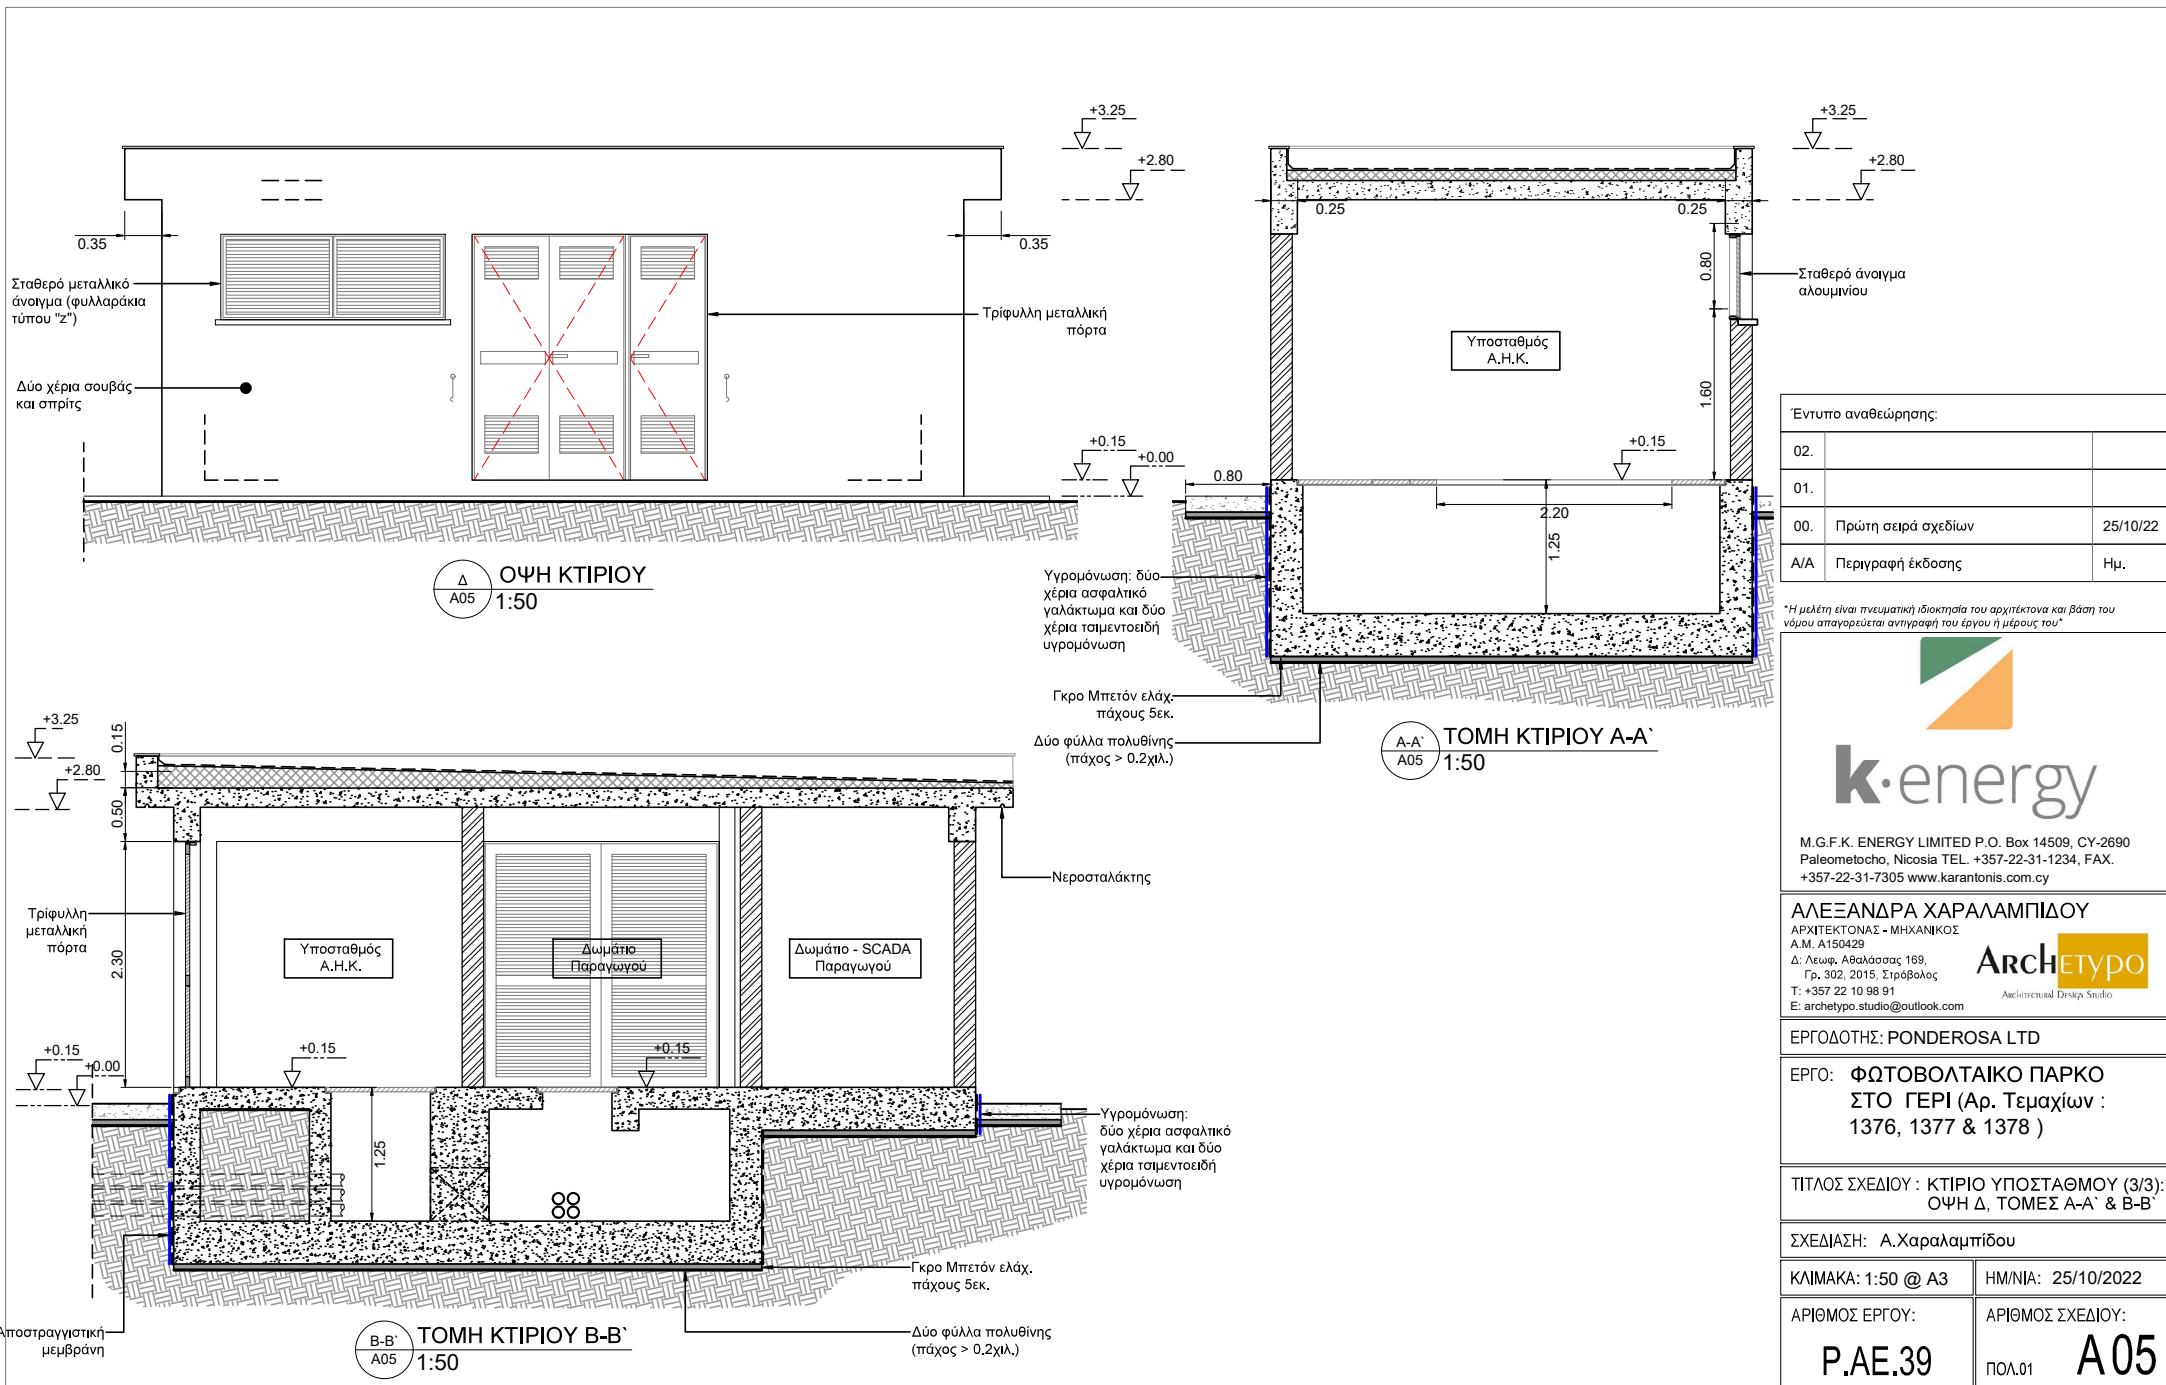 +3.25
+2.80
0.35
0.35
Σταθερό μεταλλικό
άνοιγμα (φυλλαράκια
τύπου "z")
Τρίφυλλη μεταλλική
πόρτα
Δύο χέρια σουβάς
και σπρίτς
+0.15
+0.00
Δ
Α05
ΟΨΗ ΚΤΙΡΙΟΥ
1:50
+3.25
+2.80
0.25
0.25
0.80
Σταθερό άνοιγμα
αλουμινίου
Υποσταθμός
Α.Η.Κ.
1.60
+0.15
0.80
2.20
1.25
Υγρομόνωση: δύο
χέρια ασφαλτικό
γαλάκτωμα και δύο
χέρια τσιμεντοειδή
υγρομόνωση
Γκρο Μπετόν ελάχ.
πάχους 5εκ.
Δύο φύλλα πολυθίνης
(πάχος > 0.2χιλ.)
Α-Α`
Α05
ΤΟΜΗ ΚΤΙΡΙΟΥ Α-Α`
1:50
+3.25
+2.80
0.15
0.50
2.30
Τρίφυλλη
μεταλλική
πόρτα
Νεροσταλάκτης
Υποσταθμός
Α.Η.Κ.
Δωμάτιο
Παραγωγού
Δωμάτιο - SCADA
Παραγωγού
+0.15
+0.00
+0.15
+0.15
1.25
Υγρομόνωση:
δύο χέρια ασφαλτικό
γαλάκτωμα και δύο
χέρια τσιμεντοειδή
υγρομόνωση
Γκρο Μπετόν ελάχ.
πάχους 5εκ.
Δύο φύλλα πολυθίνης
(πάχος > 0.2χιλ.)
Αποστραγγιστική
μεμβράνη
Β-Β`
Α05
ΤΟΜΗ ΚΤΙΡΙΟΥ Β-Β`
1:50
Έντυπο αναθεώρησης:
02.
01.
00. Πρώτη σειρά σχεδίων 25/10/22
Α/Α Περιγραφή έκδοσης Ημ.
*Η μελέτη είναι πνευματική ιδιοκτησία του αρχιτέκτονα και βάση του
νόμου απαγορεύεται αντιγραφή του έργου ή μέρους του*
k·energy
M.G.F.K. ENERGY LIMITED P.O. Box 14509, CY-2690
Paleometocho, Nicosia TEL. +357-22-31-1234, FAX.
+357-22-31-7305 www.karantonis.com.cy
ΑΛΕΞΑΝΔΡΑ ΧΑΡΑΛΑΜΠΙΔΟΥ
ΑΡΧΙΤΕΚΤΟΝΑΣ - ΜΗΧΑΝΙΚΟΣ
Α.Μ. Α150429
Δ: Λεωφ. Αθαλάσσας 169,
Γρ. 302, 2015, Στρόβολος
Τ: +357 22 10 98 91
E: archetypo.studio@outlook.com
ARCHETYPO
Architectural Design Studio
ΕΡΓΟΔΟΤΗΣ: PONDEROSA LTD
ΕΡΓΟ: ΦΩΤΟΒΟΛΤΑΙΚΟ ΠΑΡΚΟ
ΣΤΟ ΓΕΡΙ (Αρ. Τεμαχίων :
1376, 1377 & 1378 )
ΤΙΤΛΟΣ ΣΧΕΔΙΟΥ : ΚΤΙΡΙΟ ΥΠΟΣΤΑΘΜΟΥ (3/3):
ΟΨΗ Δ, ΤΟΜΕΣ Α-Α` & Β-Β`
ΣΧΕΔΙΑΣΗ: Α.Χαραλαμπίδου
ΚΛΙΜΑΚΑ: 1:50 @ A3
ΗΜ/ΝΙΑ: 25/10/2022
ΑΡΙΘΜΟΣ ΕΡΓΟΥ:
P.AE.39
ΑΡΙΘΜΟΣ ΣΧΕΔΙΟΥ:
ΠΟΛ.01 A 05